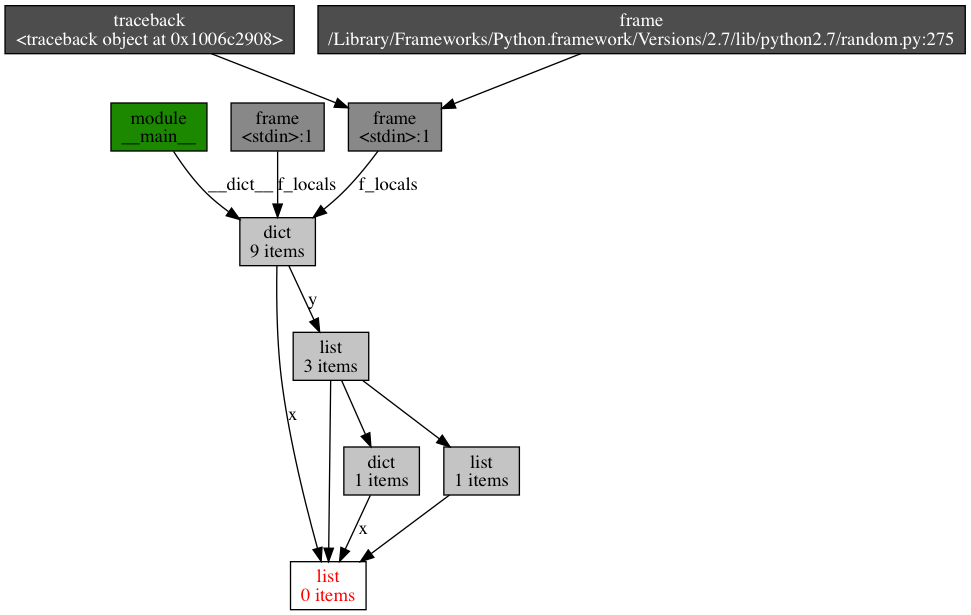 traceback
<traceback object at 0x1006c2908>
frame
/Library/Frameworks/Python.framework/Versions/2.7/lib/python2.7/random.py:275
module
__main__
frame
<stdin>:1
frame
<stdin>:1
__dict__
f_locals
f_locals
dict
9 items
y
list
3 items
x
dict
1 items
list
1 items
x
list
0 items